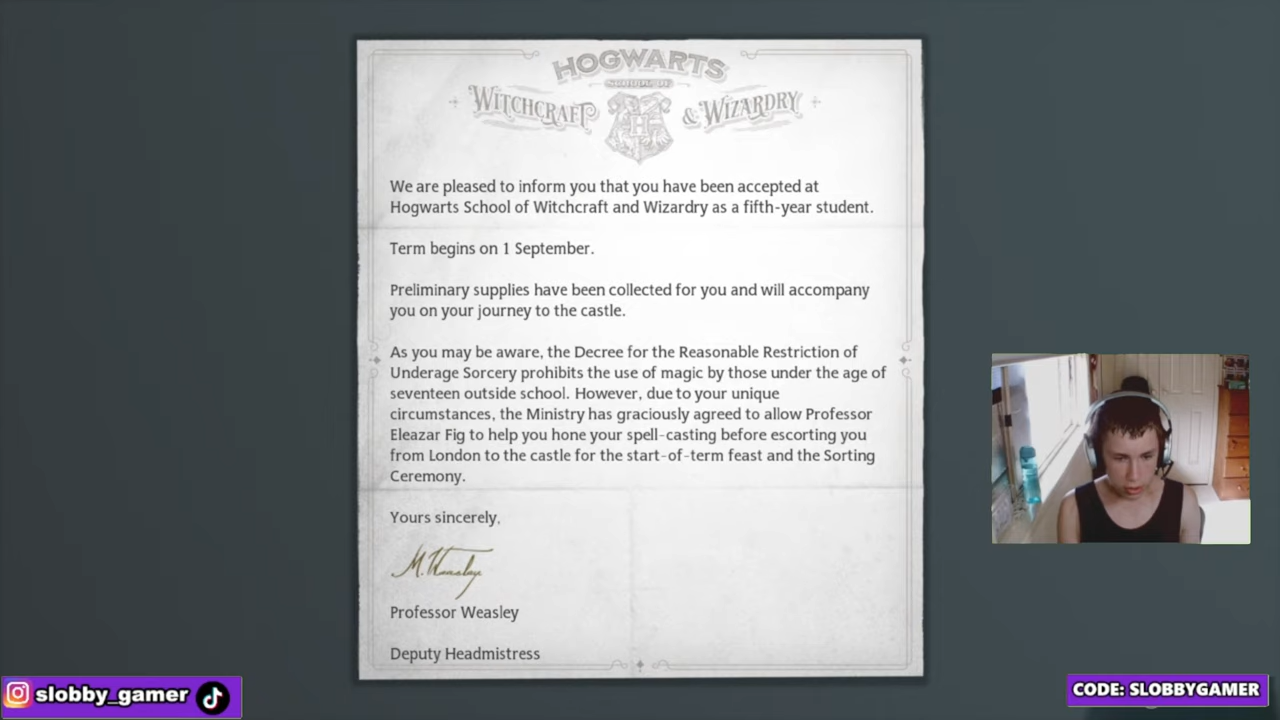 HOGWARTS
SCHOOL OF
WITCHCRAFT & WIZARDRY
H
We are pleased to inform you that you have been accepted at
Hogwarts School of Witchcraft and Wizardry as a fifth-year student.
Term begins on 1 September.
Preliminary supplies have been collected for you and will accompany
you on your journey to the castle.
As you may be aware, the Decree for the Reasonable Restriction of
Underage Sorcery prohibits the use of magic by those under the age of
seventeen outside school. However, due to your unique
circumstances, the Ministry has graciously agreed to allow Professor
Eleazar Fig to help you hone your spell-casting before escorting you
from London to the castle for the start-of-term feast and the Sorting
Ceremony.
Yours sincerely,
M. Weasley
Professor Weasley
Deputy Headmistress
slobby_gamer
CODE: SLOBBYGAMER